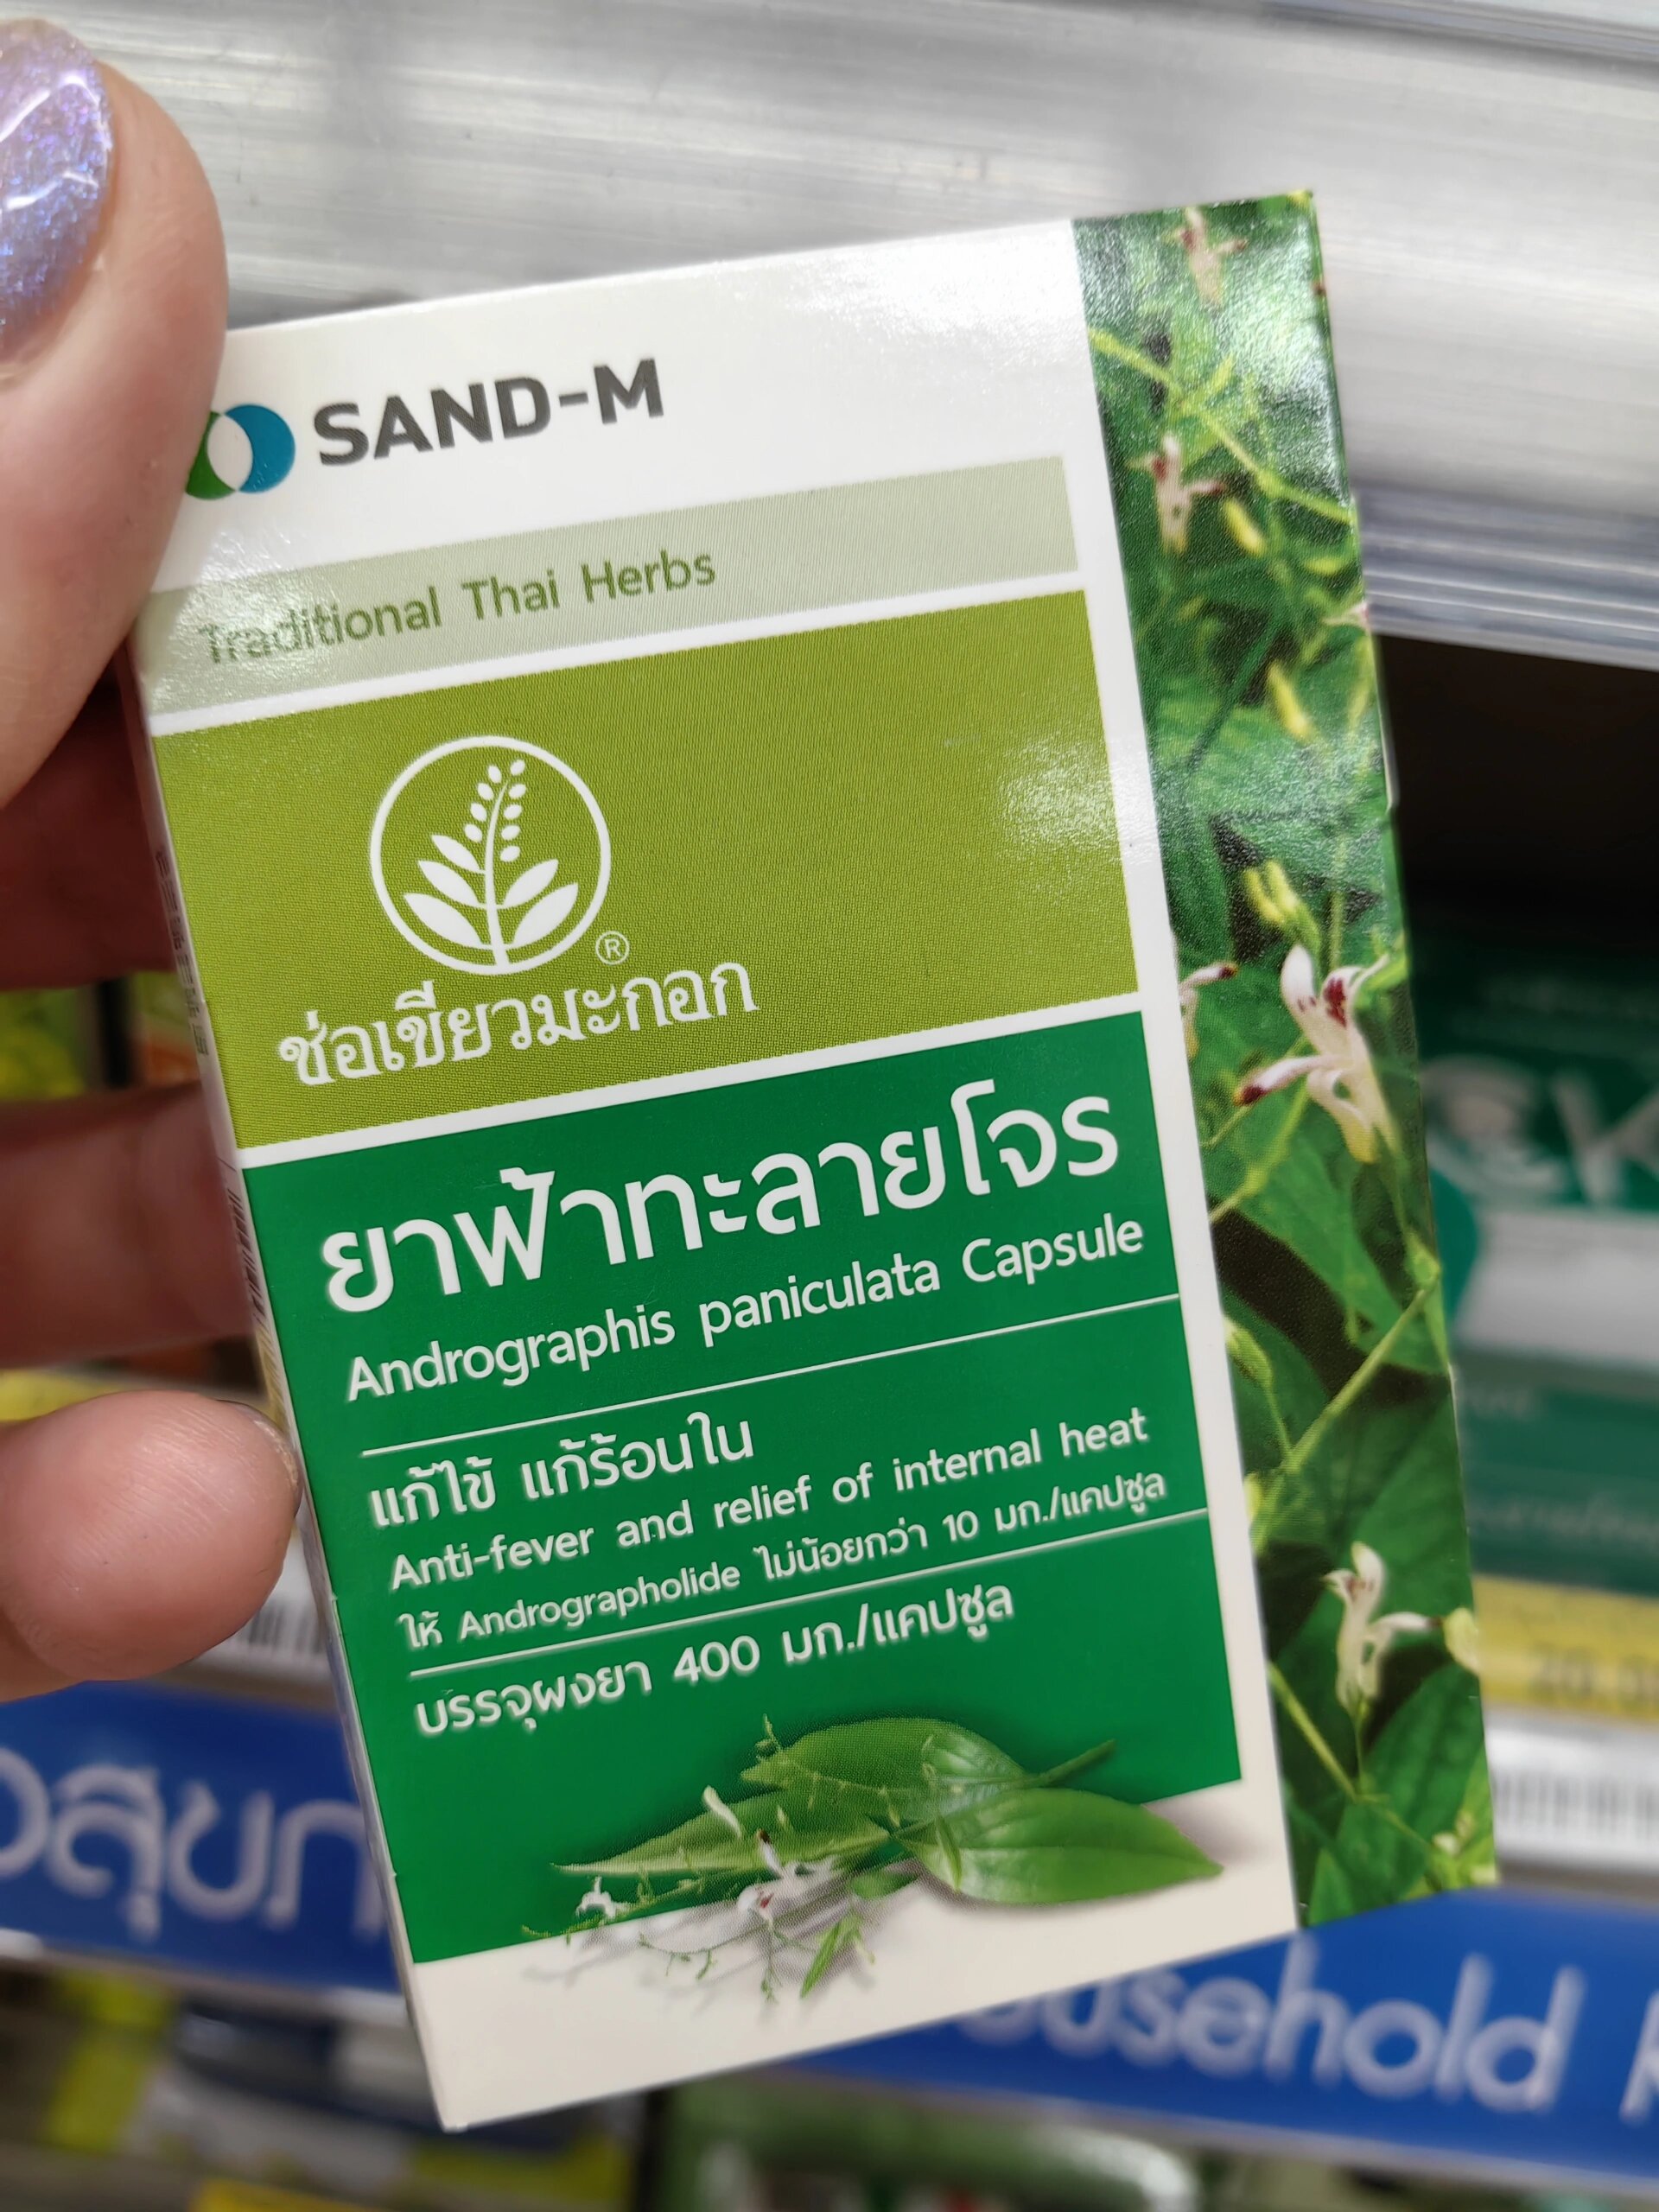 SAND-M
Traditional Thai Herbs
®
ช่อเขียวมะกอก
ยาฟ้าทะลายโจร
Andrographis paniculata Capsule
แก้ไข้ แก้ร้อนใน
Anti-fever and relief of internal heat
ให้ Andrographolide ไม่น้อยกว่า 10 มก./แคปซูล
บรรจุผงยา 400 มก./แคปซูล